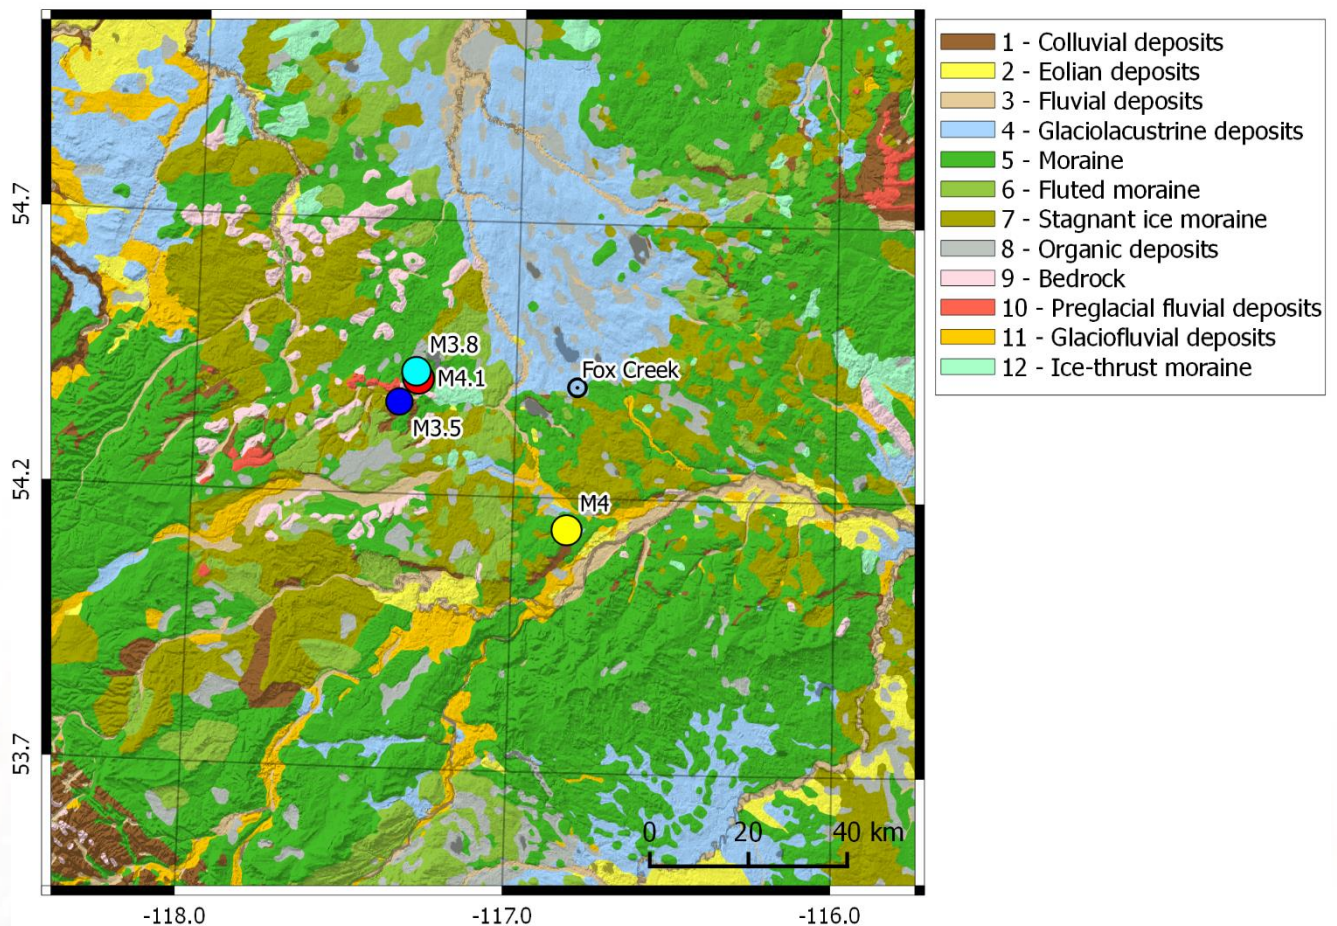 1 - Colluvial deposits
2 - Eolian deposits
3 - Fluvial deposits
4 - Glaciolacustrine deposits
5 - Moraine
6 - Fluted moraine
7 - Stagnant ice moraine
8 - Organic deposits
9 - Bedrock
10 - Preglacial fluvial deposits
11 - Glaciofluvial deposits
12 - Ice-thrust moraine
54.7
M3.8
M4.1
Fox Creek
M3.5
54.2
M4
53.7
0 20 40 km
-118.0 -117.0 -116.0